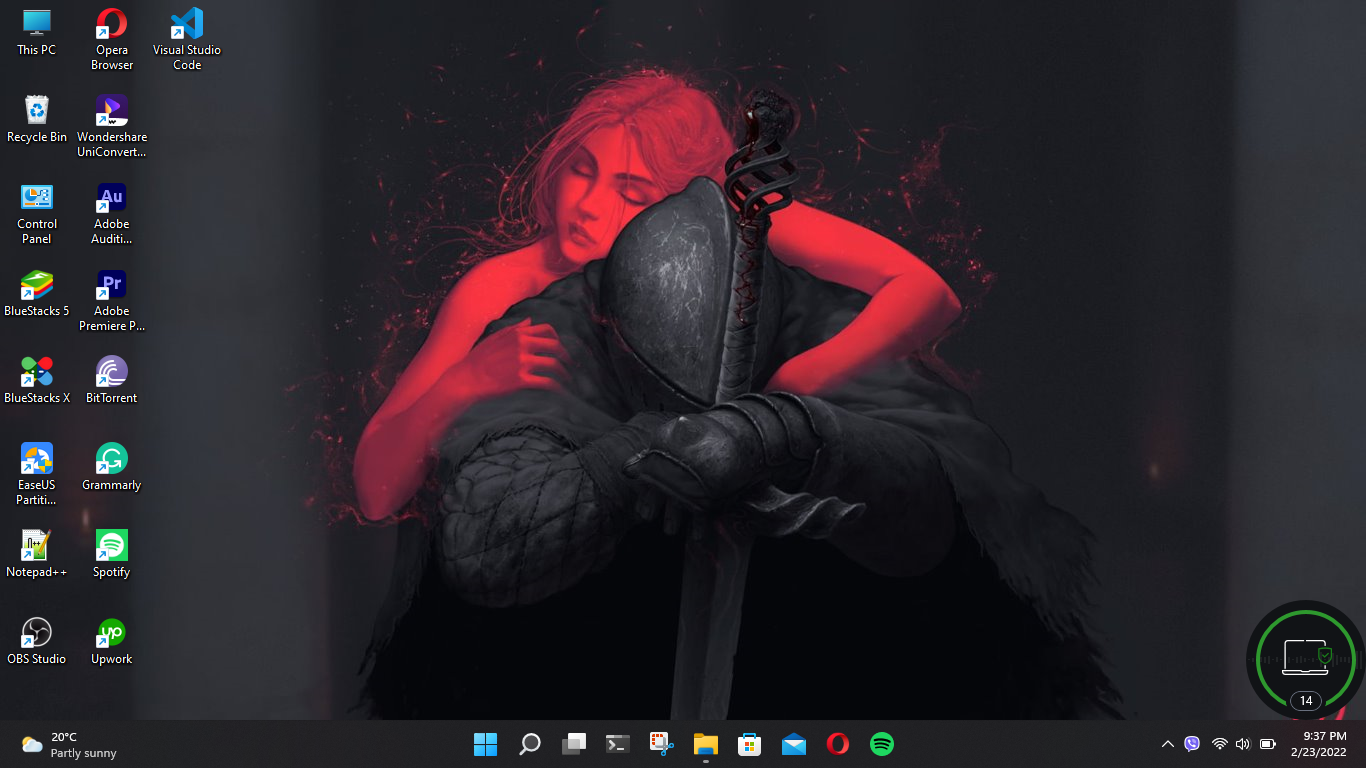 This PC
Opera
Browser
Visual Studio
Code
Recycle Bin
Wondershare
UniConvert...
Control
Panel
Au
Adobe
Auditi...
BlueStacks 5
Pr
Adobe
Premiere P...
BlueStacks X
BitTorrent
EaseUS
Partiti...
Grammarly
Notepad++
Spotify
OBS Studio
up
Upwork
14
20°C
Partly sunny
9:37 PM
2/23/2022